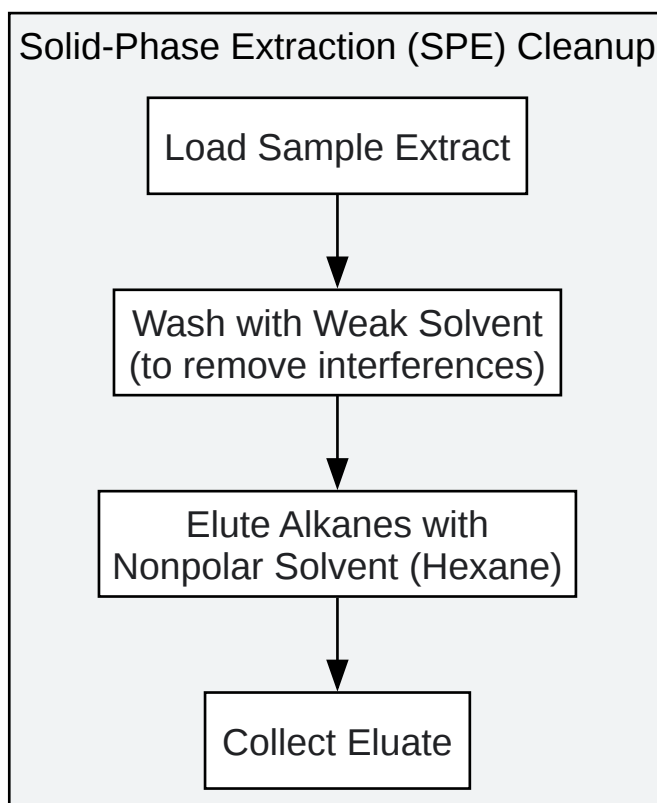 Solid-Phase Extraction (SPE) Cleanup
Load Sample Extract
Wash with Weak Solvent
(to remove interferences)
Elute Alkanes with
Nonpolar Solvent (Hexane)
Collect Eluate